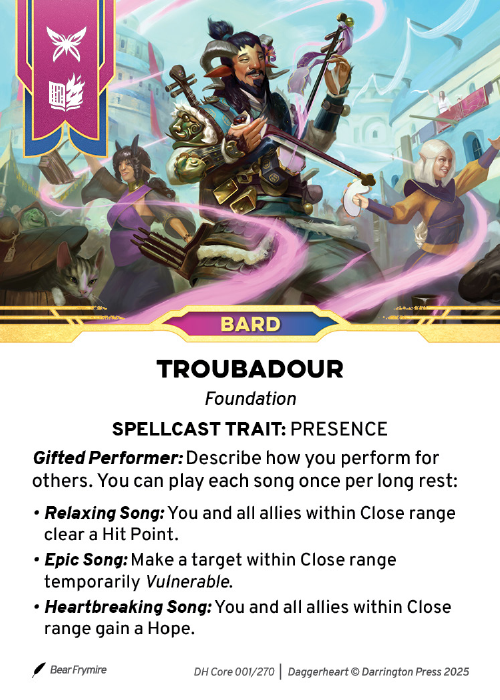 BARD
TROUBADOUR
Foundation
SPELLCAST TRAIT: PRESENCE
Gifted Performer: Describe how you perform for
others. You can play each song once per long rest:
• Relaxing Song: You and all allies within Close range
clear a Hit Point.
• Epic Song: Make a target within Close range
temporarily Vulnerable.
• Heartbreaking Song: You and all allies within Close
range gain a Hope.
Bear Frymire
DH Core 001/270 | Daggerheart © Darrington Press 2025